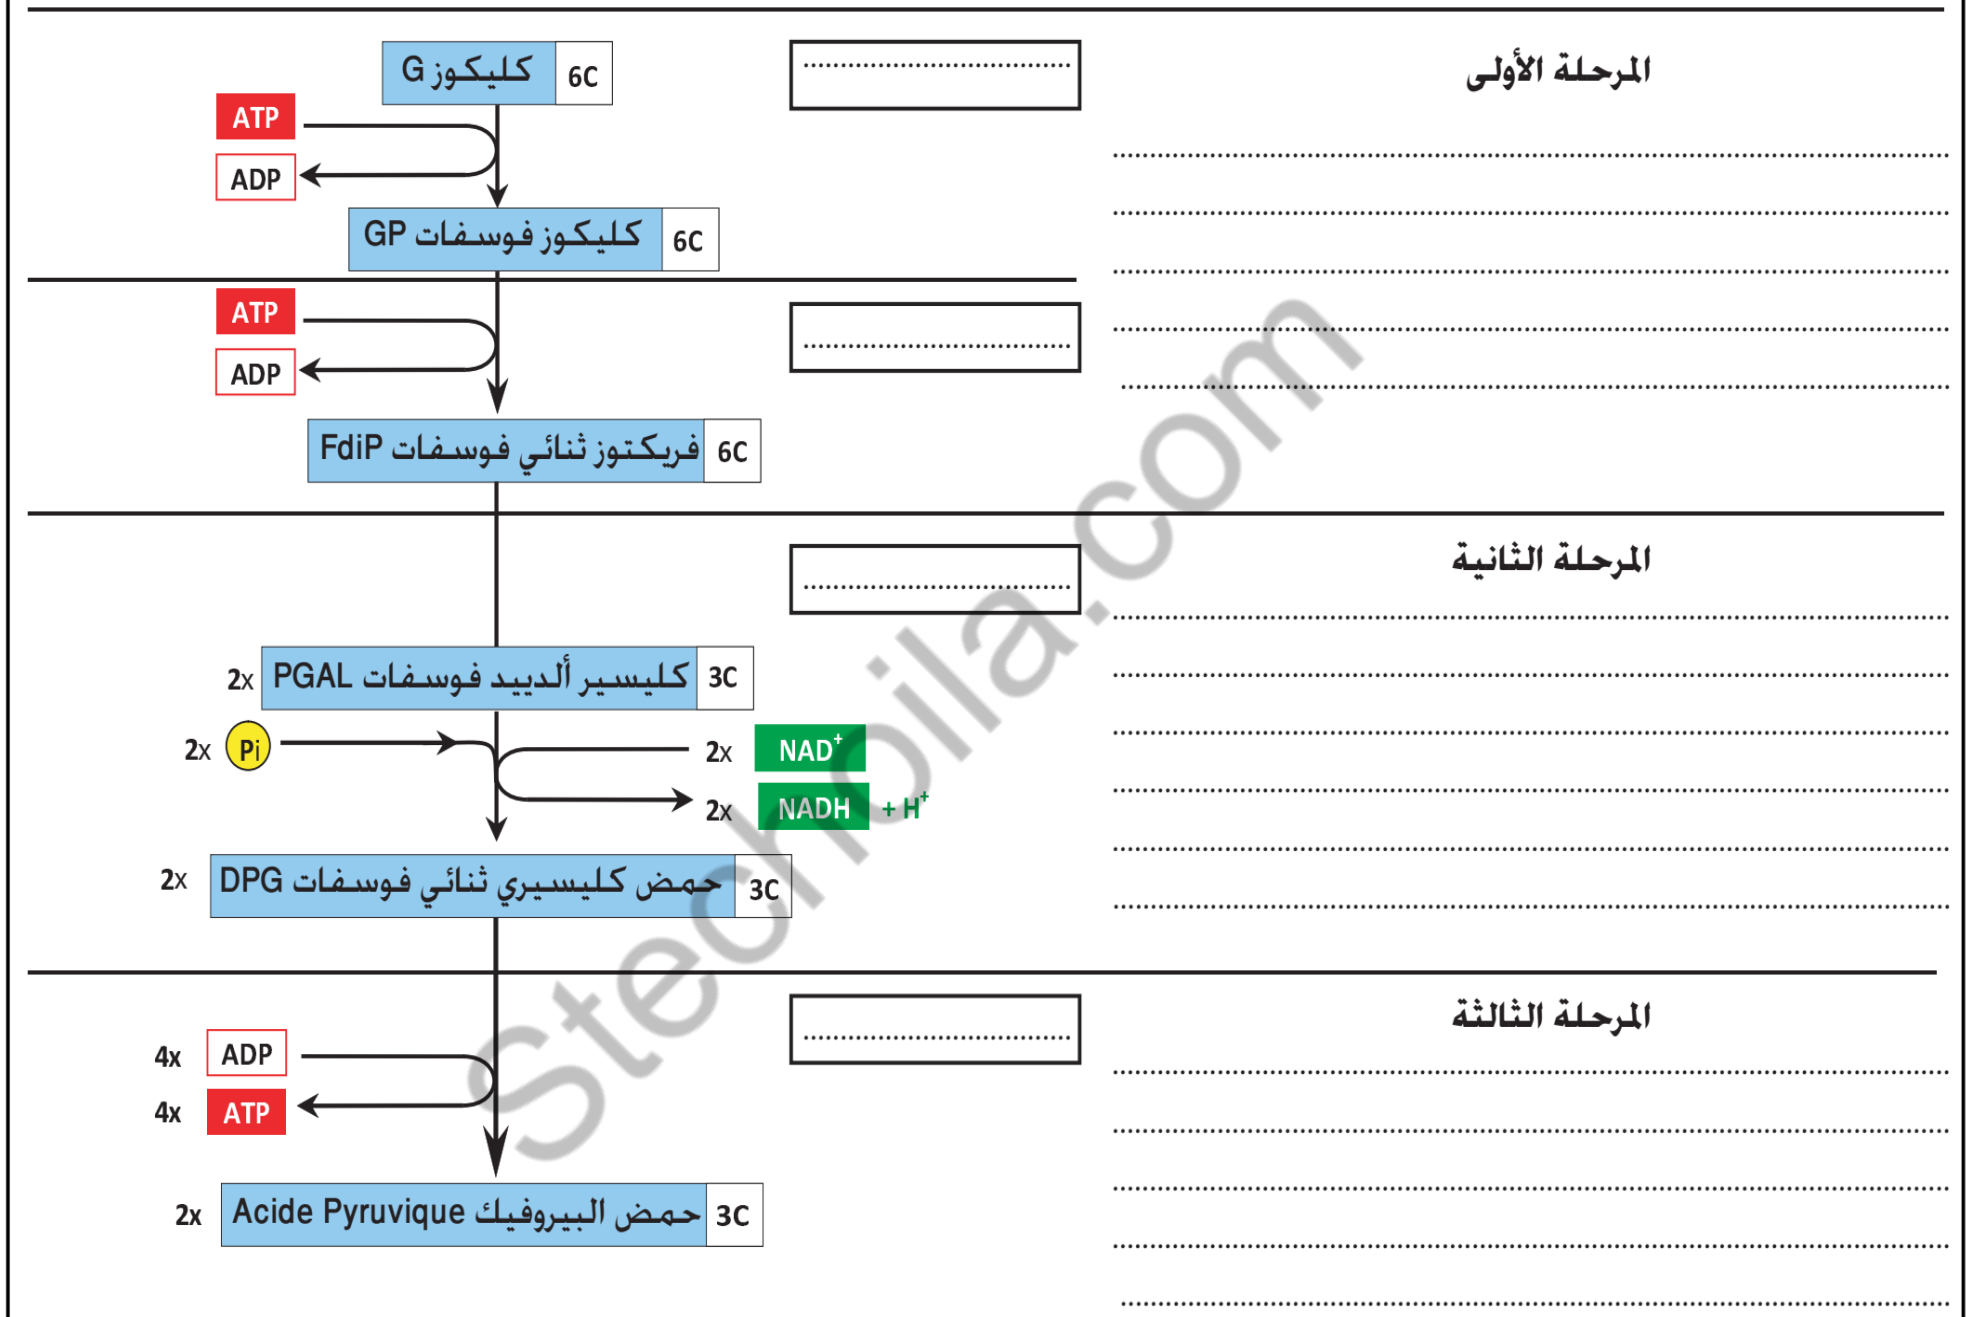 المرحلة الأولى
كليكوز G 6C
ATP
ADP
كليكوز فوسفات GP 6C
ATP
ADP
فريكتوز ثنائي فوسفات FdiP 6C
المرحلة الثانية
2x كليسير ألدييد فوسفات PGAL 3C
2x Pi
2x NAD+
2x NADH + H+
2x حمض كليسيري ثنائي فوسفات DPG 3C
المرحلة الثالثة
4x ADP
4x ATP
2x حمض البيروفيك Acide Pyruvique 3C
Stechoila.com